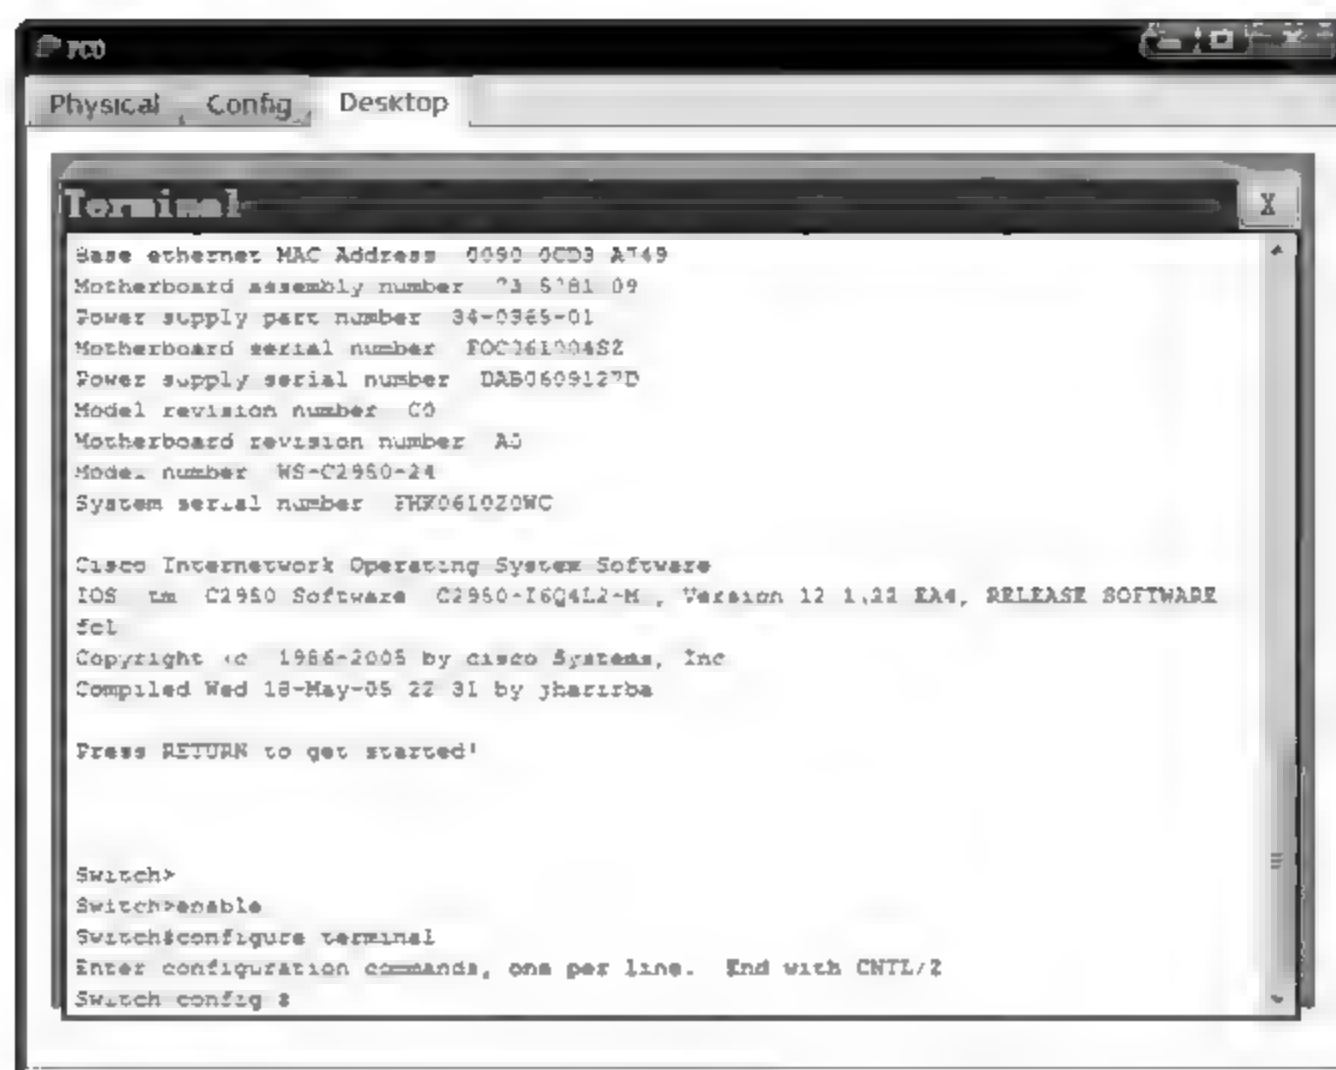 PC0
Physical Config Desktop
Terminal
X
Base ethernet MAC Address 0090 0CD3
Motherboard assembly number 09
Power supply part number 34-0965-01
Motherboard serial number
Power supply serial number
Model revision number C0
Motherboard revision number A0
Model number WS-C2950-24
System serial number
Cisco Internetwork Operating System Software
IOS tm C2950 Software C2950-I6Q4L2-M , Version 12 1,22 EA4, RELEASE SOFTWARE
fc1
Copyright c 1986-2005 by cisco Systems, Inc
Compiled Wed 18-May-05 22 31 by jharirba
Press RETURN to get started!
Switch>
Switch>enable
Switch#configure terminal
Enter configuration commands, one per line. End with CNTL/Z
Switch config #